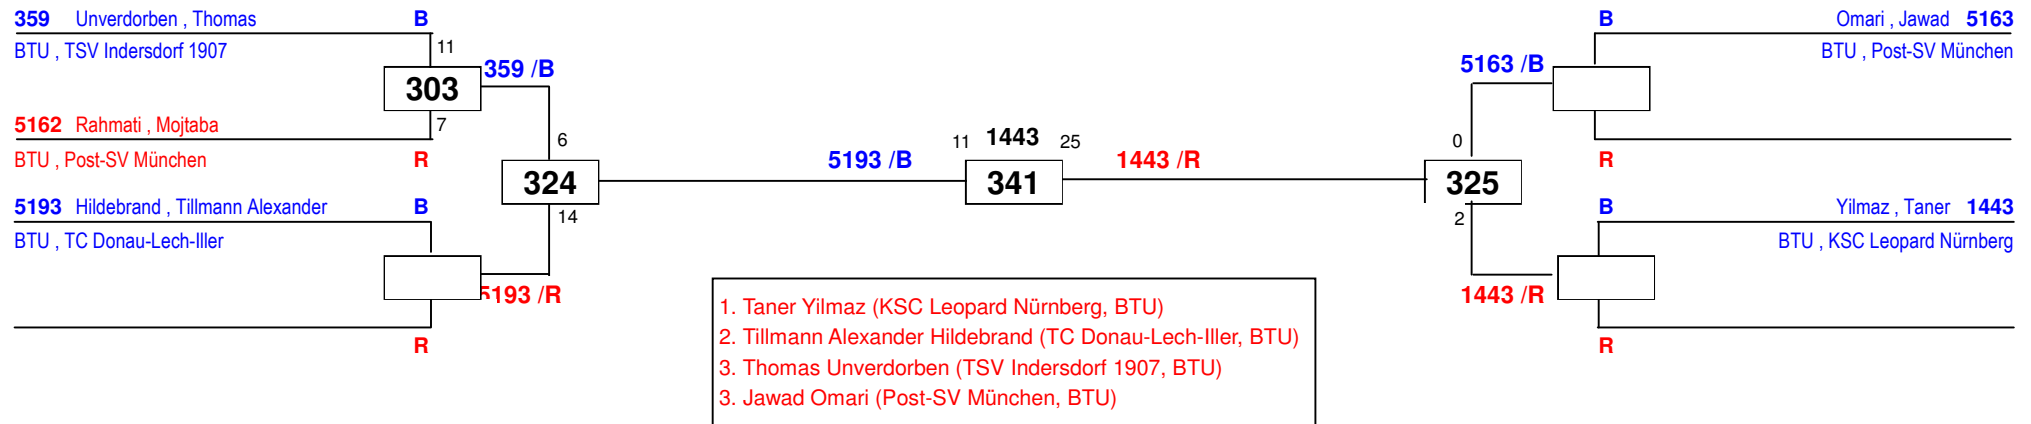 359 Unverdorben , Thomas B
BTU , TSV Indersdorf 1907
11
303
359 /B
7
5162 Rahmati , Mojtaba
BTU , Post-SV München R
6
324
14
5193 Hildebrand , Tillmann Alexander B
BTU , TC Donau-Lech-Iller
5193 /R
R
5193 /B
11 1443 25
341
1443 /R
B Omari , Jawad 5163
BTU , Post-SV München
5163 /B
R
0
325
2
B Yilmaz , Taner 1443
BTU , KSC Leopard Nürnberg
1443 /R
R
1. Taner Yilmaz (KSC Leopard Nürnberg, BTU)
2. Tillmann Alexander Hildebrand (TC Donau-Lech-Iller, BTU)
3. Thomas Unverdorben (TSV Indersdorf 1907, BTU)
3. Jawad Omari (Post-SV München, BTU)